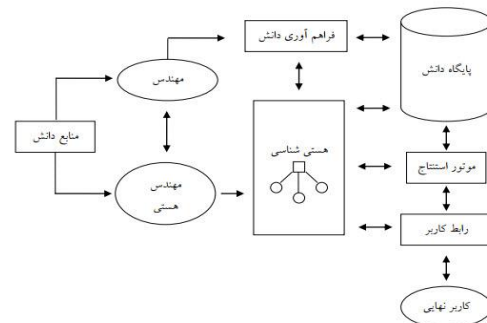 فراهم آوری دانش
پایگاه دانش
مهندس
منابع دانش
هستی شناسی
موتور استنتاج
مهندس
هستی
رابط کاربر
کاربر نهایی